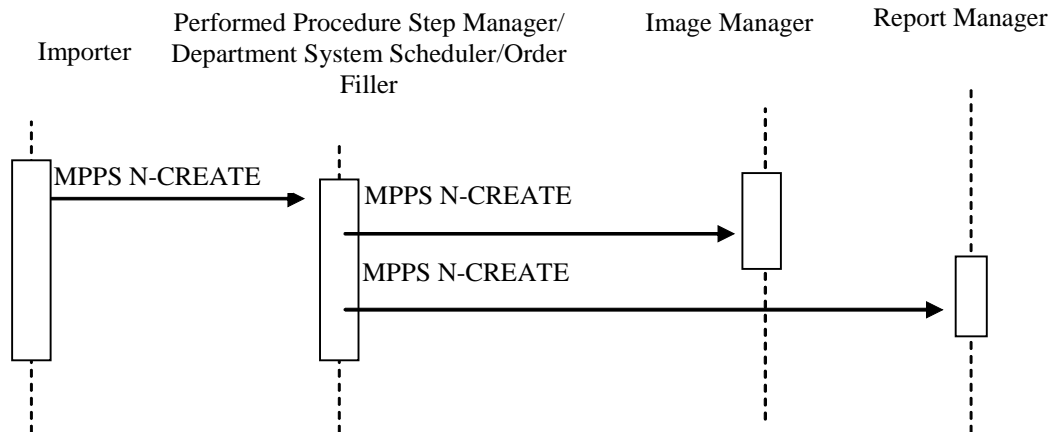 Importer
Performed Procedure Step Manager/
Department System Scheduler/Order
Filler
Image Manager
Report Manager
MPPS N-CREATE
MPPS N-CREATE
MPPS N-CREATE